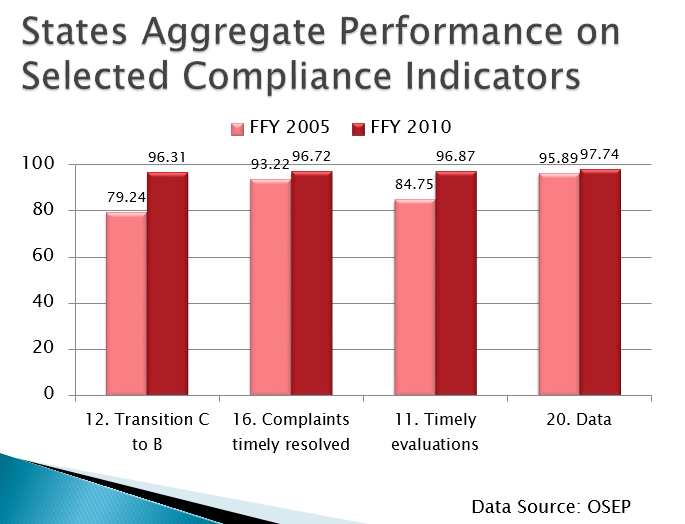 States Aggregate Performance on
Selected Compliance Indicators
FFY 2005 FFY 2010
100
80
60
40
20
0
79.24 96.31 93.22 96.72 84.75 96.87 95.89 97.74
12. Transition C
to B
16. Complaints
timely resolved
11. Timely
evaluations
20. Data
Data Source: OSEP